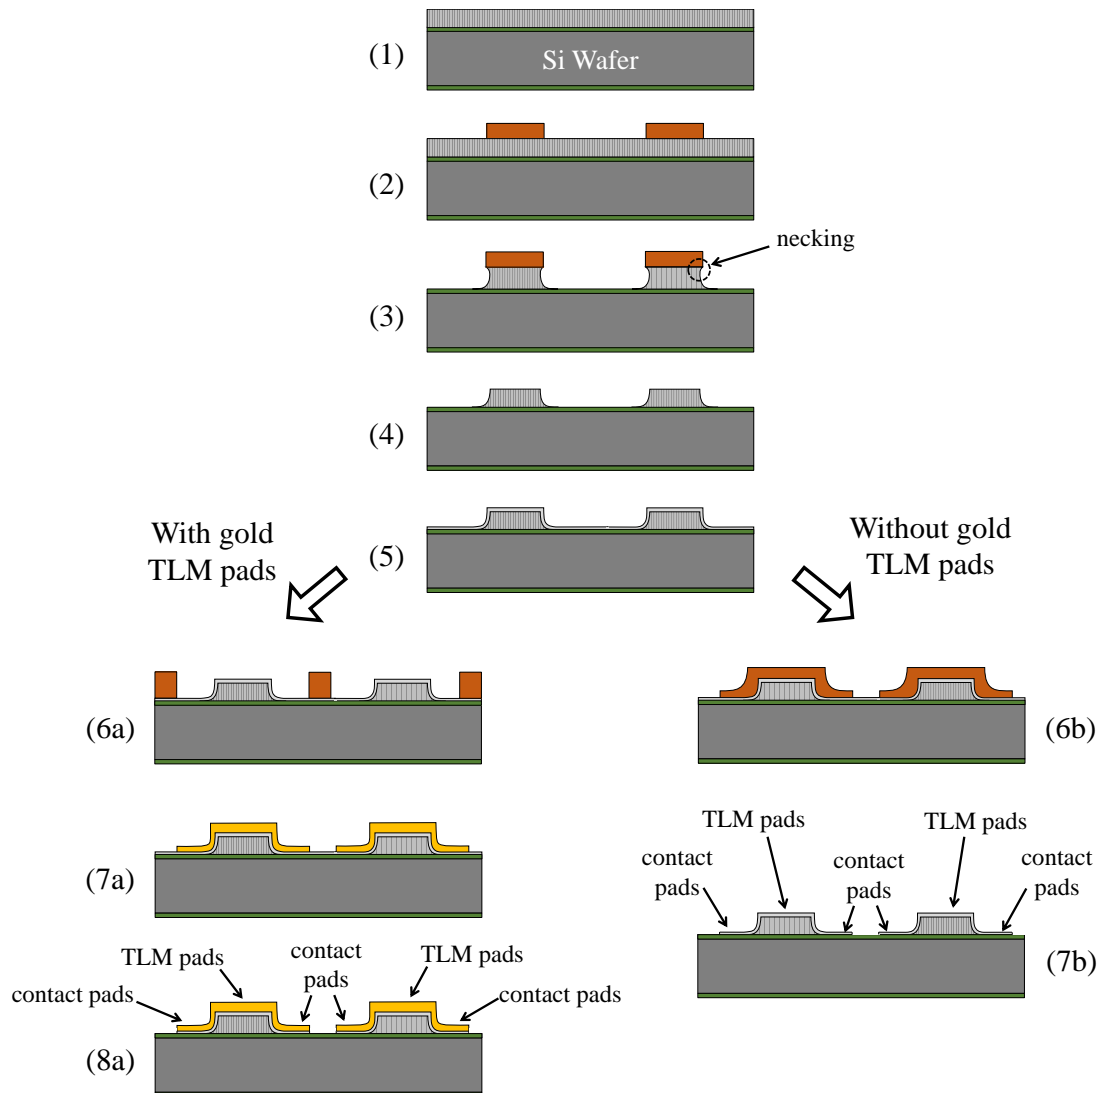 (1)
Si Wafer
(2)
necking
(3)
(4)
(5)
With gold
TLM pads
Without gold
TLM pads
(6a)
(6b)
(7a)
TLM pads
TLM pads
contact
pads
contact
pads
contact
pads
(7b)
TLM pads
contact
pads
TLM pads
contact pads
contact pads
(8a)